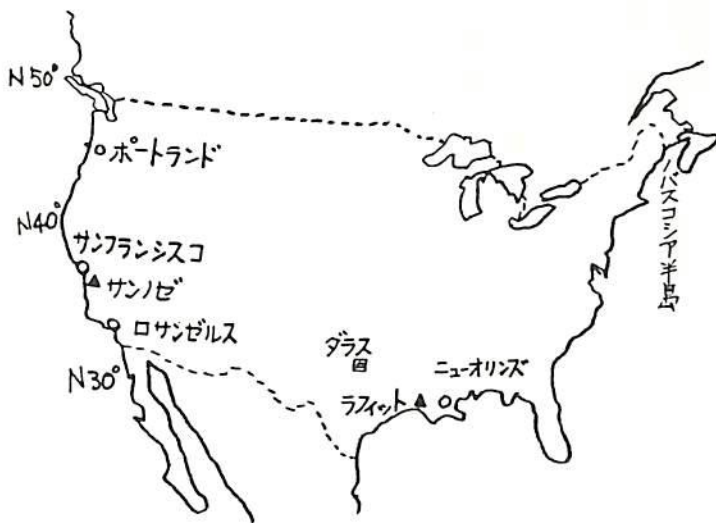 N50°
ポートランド
N40°
サンフランシスコ
サンノゼ
ロサンゼルス
N30°
ダラス
ニューオリンズ
ラフィット
ノバスコシア半島